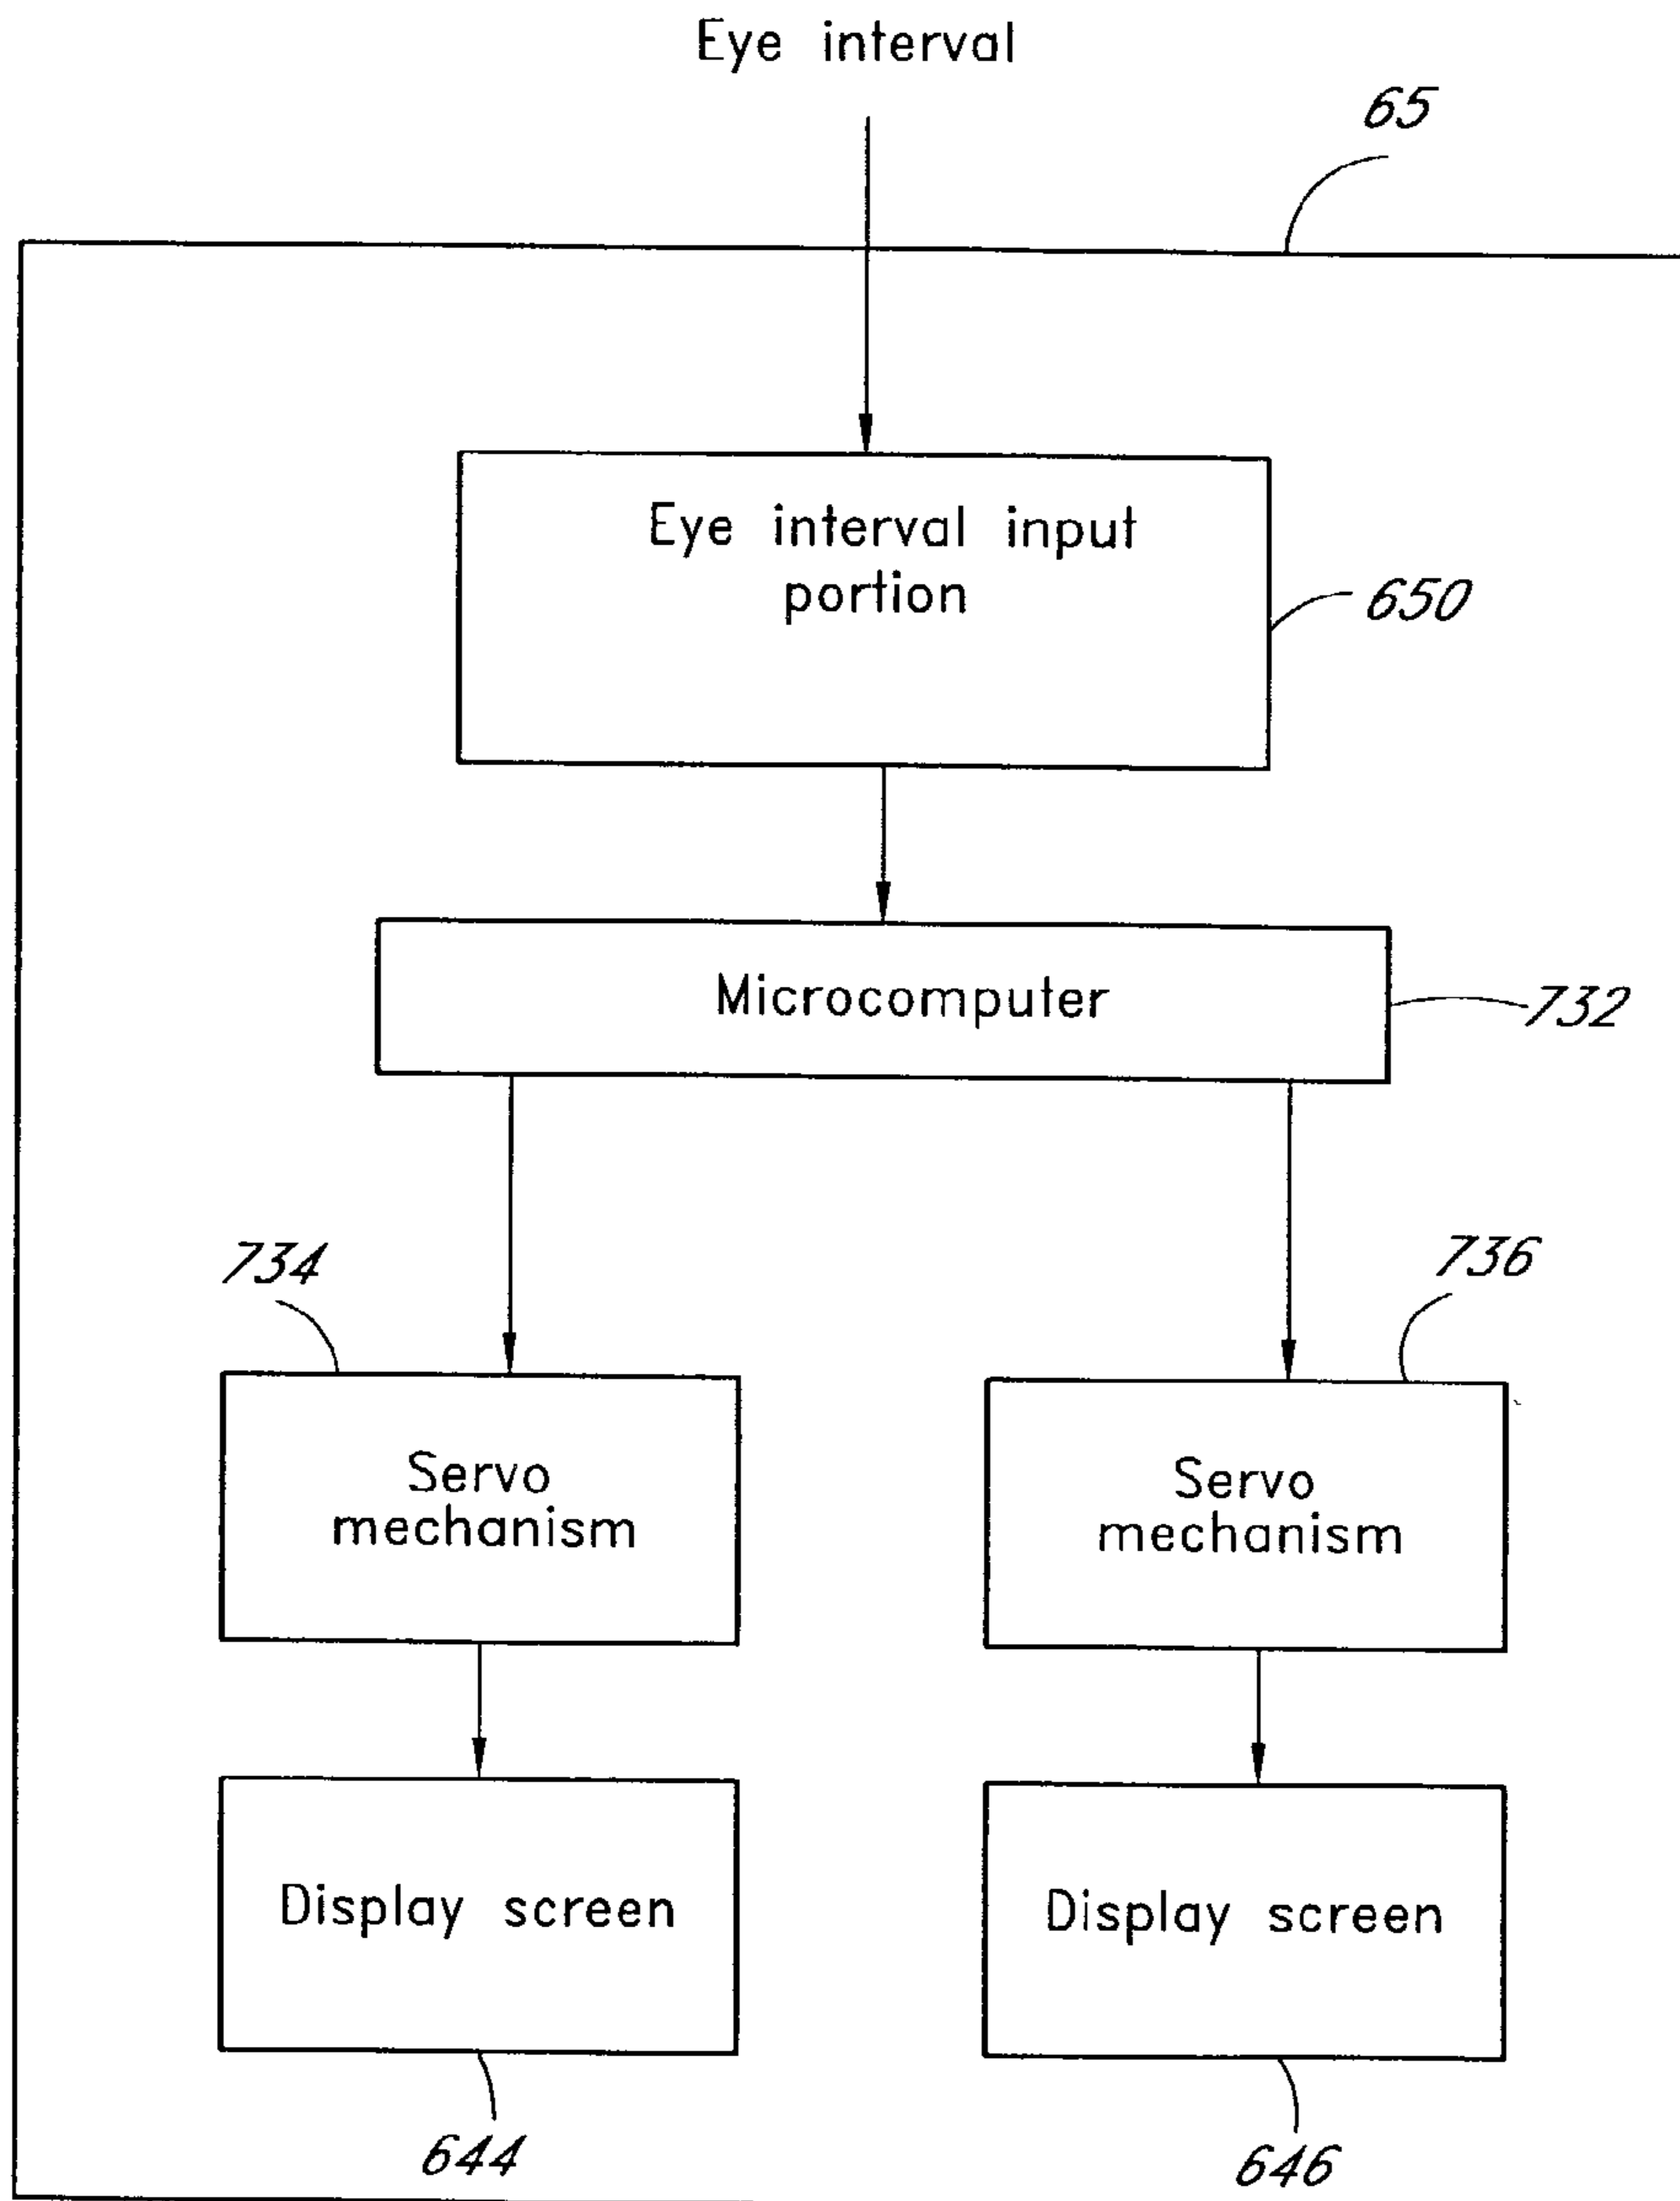 Eye interval
65
Eye interval input
portion
650
Microcomputer
732
734
736
Servo
mechanism
Servo
mechanism
Display screen
Display screen
644
646